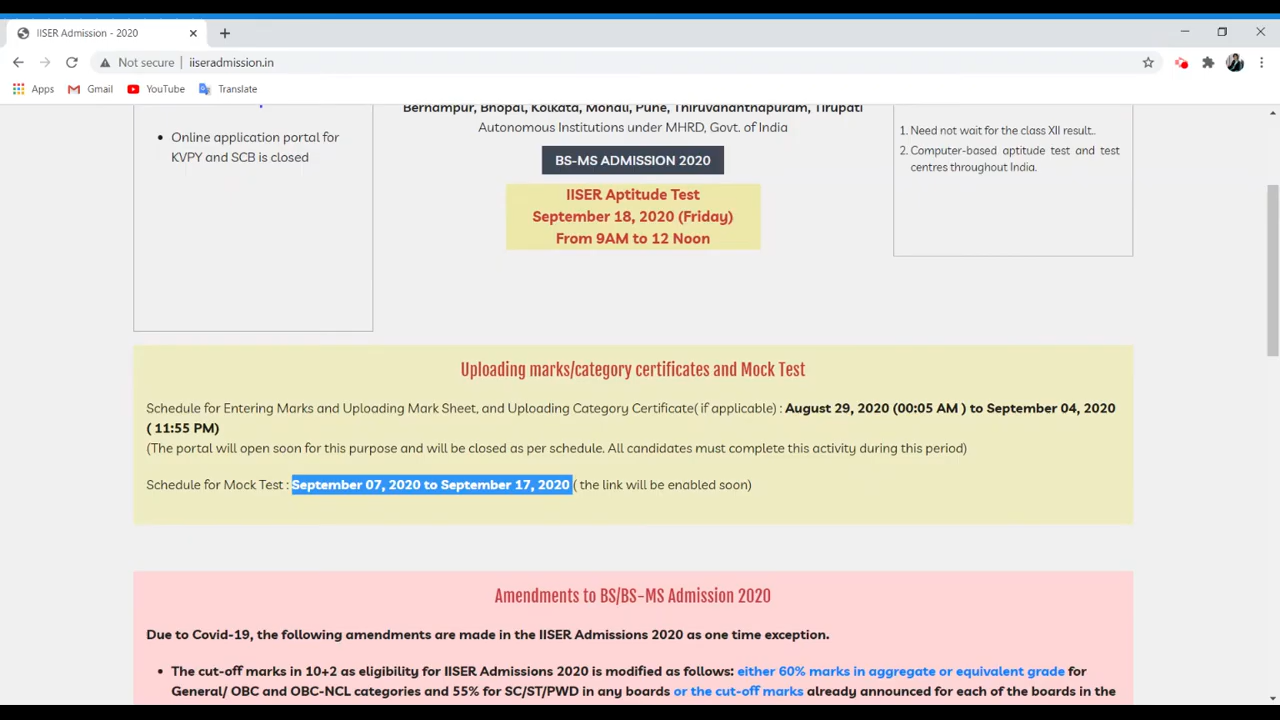 IISER Admission - 2020
Not secure | iiseradmission.in
Apps Gmail YouTube Translate
Online application portal for
KVPY and SCB is closed
Berhampur, Bhopal, Kolkata, Mohali, Pune, Thiruvananthapuram, Tirupati
Autonomous Institutions under MHRD, Govt. of India
BS-MS ADMISSION 2020
IISER Aptitude Test
September 18, 2020 (Friday)
From 9AM to 12 Noon
1. Need not wait for the class XII result..
2. Computer-based aptitude test and test
centres throughout India.
Uploading marks/category certificates and Mock Test
Schedule for Entering Marks and Uploading Mark Sheet, and Uploading Category Certificate( if applicable) : August 29, 2020 (00:05 AM ) to September 04, 2020
( 11:55 PM)
(The portal will open soon for this purpose and will be closed as per schedule. All candidates must complete this activity during this period)
Schedule for Mock Test : September 07, 2020 to September 17, 2020 ( the link will be enabled soon)
Amendments to BS/BS-MS Admission 2020
Due to Covid-19, the following amendments are made in the IISER Admissions 2020 as one time exception.
The cut-off marks in 10+2 as eligibility for IISER Admissions 2020 is modified as follows: either 60% marks in aggregate or equivalent grade for
General/ OBC and OBC-NCL categories and 55% for SC/ST/PWD in any boards or the cut-off marks already announced for each of the boards in the